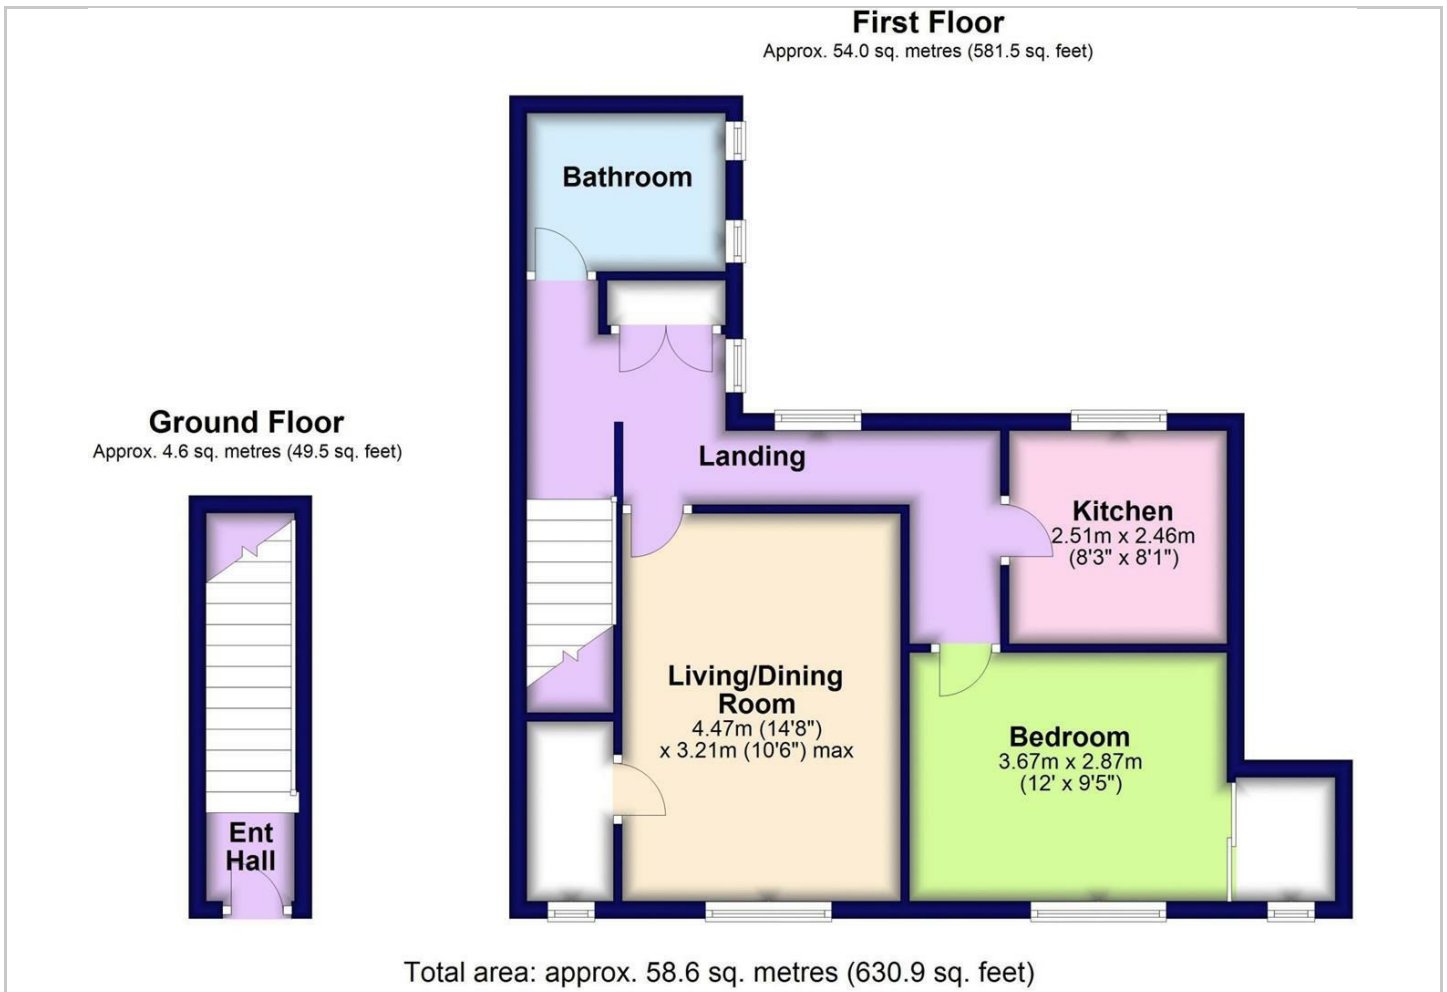 First Floor
Approx. 54.0 sq. metres (581.5 sq. feet)
Bathroom
Ground Floor
Approx. 4.6 sq. metres (49.5 sq. feet)
Landing
Kitchen
2.51m x 2.46m
(8'3" x 8'1")
Living/Dining
Room
4.47m (14'8")
x 3.21m (10'6") max
Bedroom
3.67m x 2.87m
(12' x 9'5")
Ent
Hall
Total area: approx. 58.6 sq. metres (630.9 sq. feet)